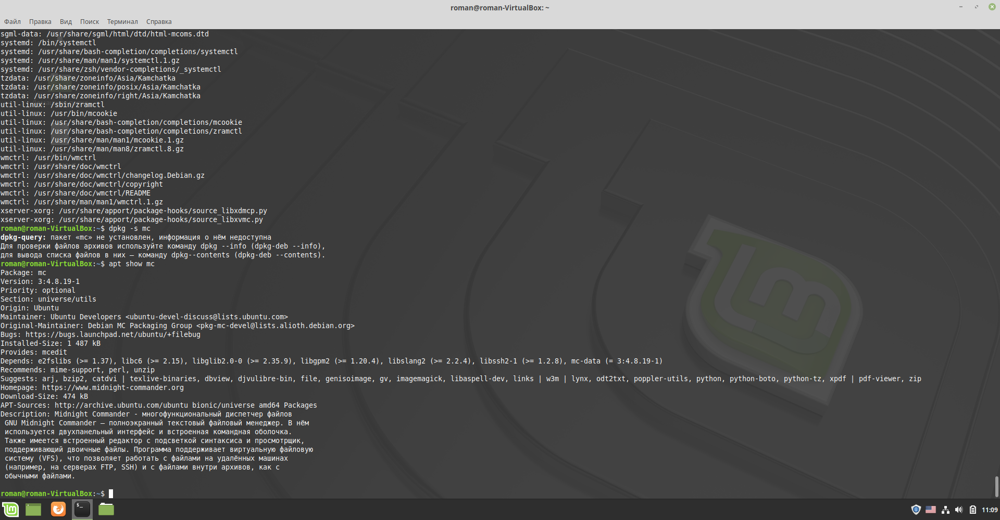 roman@roman-VirtualBox: ~
Файл Правка Вид Поиск Терминал Справка
sgml-data: /usr/share/sgml/html/dtd/html-mcoms.dtd
systemd: /bin/systemctl
systemd: /usr/share/bash-completion/completions/systemctl
systemd: /usr/share/man/man1/systemctl.1.gz
systemd: /usr/share/zsh/vendor-completions/_systemctl
tzdata: /usr/share/zoneinfo/Asia/Kamchatka
tzdata: /usr/share/zoneinfo/posix/Asia/Kamchatka
tzdata: /usr/share/zoneinfo/right/Asia/Kamchatka
util-linux: /sbin/zramctl
util-linux: /usr/bin/mcookie
util-linux: /usr/share/bash-completion/completions/mcookie
util-linux: /usr/share/bash-completion/completions/zramctl
util-linux: /usr/share/man/man1/mcookie.1.gz
util-linux: /usr/share/man/man8/zramctl.8.gz
wmctrl: /usr/bin/wmctrl
wmctrl: /usr/share/doc/wmctrl
wmctrl: /usr/share/doc/wmctrl/changelog.Debian.gz
wmctrl: /usr/share/doc/wmctrl/copyright
wmctrl: /usr/share/doc/wmctrl/README
wmctrl: /usr/share/man/man1/wmctrl.1.gz
xserver-xorg: /usr/share/apport/package-hooks/source_libxdmcp.py
xserver-xorg: /usr/share/apport/package-hooks/source_libxvmc.py
roman@roman-VirtualBox:~$ dpkg -s mc
dpkg-query: пакет «mc» не установлен, информация о нём недоступна
Для проверки файлов архивов используйте команду dpkg --info (dpkg-deb --info),
для вывода списка файлов в них — команду dpkg--contents (dpkg-deb --contents).
roman@roman-VirtualBox:~$ apt show mc
Package: mc
Version: 3:4.8.19-1
Priority: optional
Section: universe/utils
Origin: Ubuntu
Maintainer: Ubuntu Developers <ubuntu-devel-discuss@lists.ubuntu.com>
Original-Maintainer: Debian MC Packaging Group <pkg-mc-devel@lists.alioth.debian.org>
Bugs: https://bugs.launchpad.net/ubuntu/+filebug
Installed-Size: 1 487 kB
Provides: mcedit
Depends: e2fslibs (>= 1.37), libc6 (>= 2.15), libglib2.0-0 (>= 2.35.9), libgpm2 (>= 1.20.4), libslang2 (>= 2.2.4), libssh2-1 (>= 1.2.8), mc-data (= 3:4.8.19-1)
Recommends: mime-support, perl, unzip
Suggests: arj, bzip2, catdvi | texlive-binaries, dbview, djvulibre-bin, file, genisoimage, gv, imagemagick, libaspell-dev, links | w3m | lynx, odt2txt, poppler-utils, python, python-boto, python-tz, xpdf | pdf-viewer, zip
Homepage: https://www.midnight-commander.org
Download-Size: 474 kB
APT-Sources: http://archive.ubuntu.com/ubuntu bionic/universe amd64 Packages
Description: Midnight Commander - многофункциональный диспетчер файлов
GNU Midnight Commander — полноэкранный текстовый файловый менеджер. В нём
используется двухпанельный интерфейс и встроенная командная оболочка.
Также имеется встроенный редактор с подсветкой синтаксиса и просмотрщик,
поддерживающий двоичные файлы. Программа поддерживает виртуальную файловую
систему (VFS), что позволяет работать с файлами на удалённых машинах
(например, на серверах FTP, SSH) и с файлами внутри архивов, как с
обычными файлами.
roman@roman-VirtualBox:~$
11:09